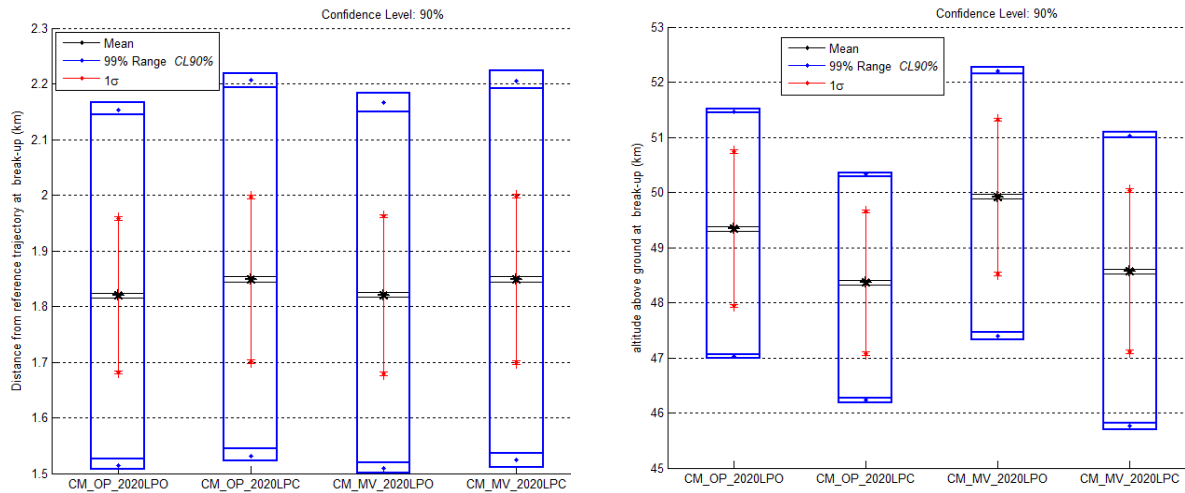 Confidence Level: 90%
2.3
2.2
2.1
2
1.9
1.8
1.7
1.6
1.5
Distance from reference trajectory at break-up (km)
Mean
99% Range CL90%
1σ
CM_OP_2020LPO
CM_OP_2020LPC
CM_MV_2020LPO
CM_MV_2020LPC
Confidence Level: 90%
53
52
51
50
49
48
47
46
45
altitude above ground at break-up (km)
Mean
99% Range CL90%
1σ
CM_OP_2020LPO
CM_OP_2020LPC
CM_MV_2020LPO
CM_MV_2020LPC